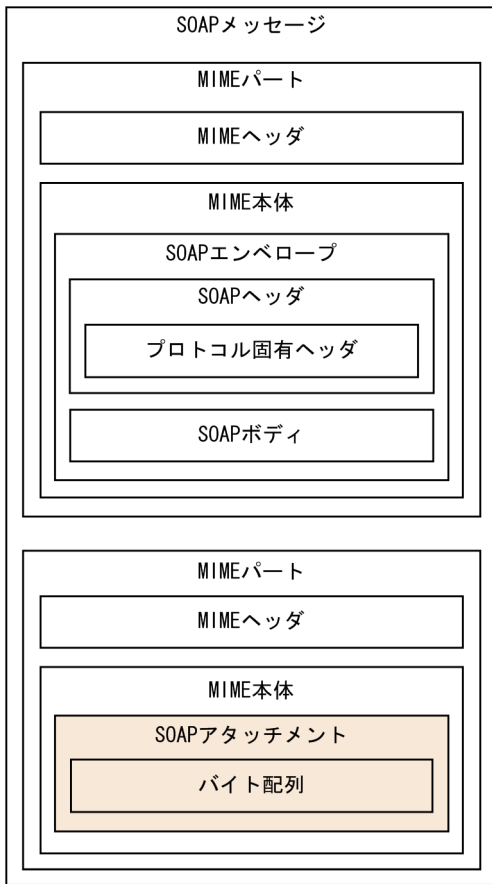 SOAPメッセージ
MIMEパート
MIMEヘッダ
MIME本体
SOAPエンベロープ
SOAPヘッダ
プロトコル固有ヘッダ
SOAPボディ
MIMEパート
MIMEヘッダ
MIME本体
SOAPアタッチメント
バイト配列